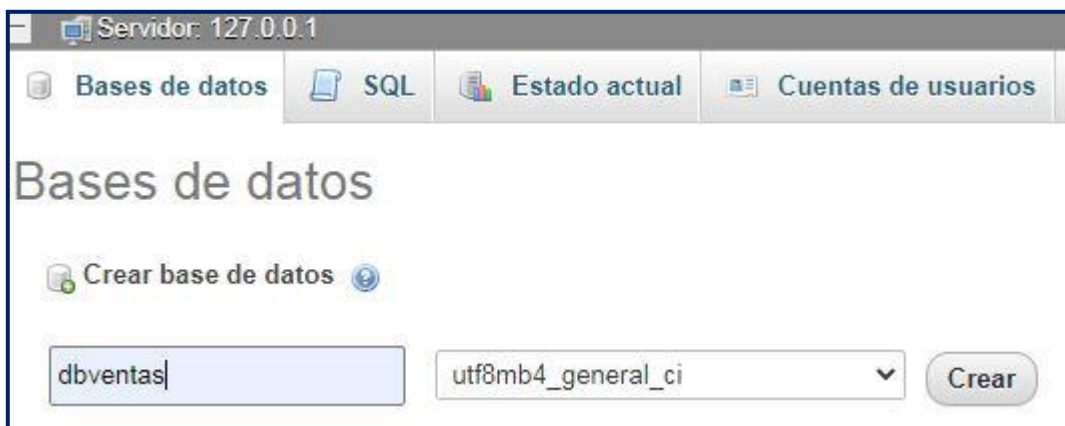 Servidor: 127.0.0.1
Bases de datos SQL Estado actual Cuentas de usuarios
Bases de datos
Crear base de datos
dbventas utf8mb4_general_ci Crear